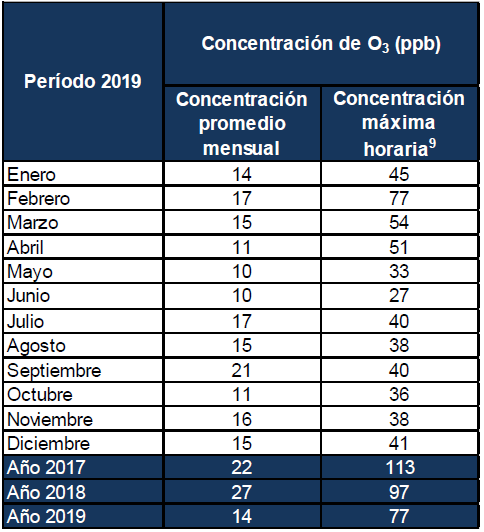 Período 2019
Concentración de O₃ (ppb)
Concentración promedio mensual
Concentración máxima horaria⁹
Enero 14 45
Febrero 17 77
Marzo 15 54
Abril 11 51
Mayo 10 33
Junio 10 27
Julio 17 40
Agosto 15 38
Septiembre 21 40
Octubre 11 36
Noviembre 16 38
Diciembre 15 41
Año 2017 22 113
Año 2018 27 97
Año 2019 14 77